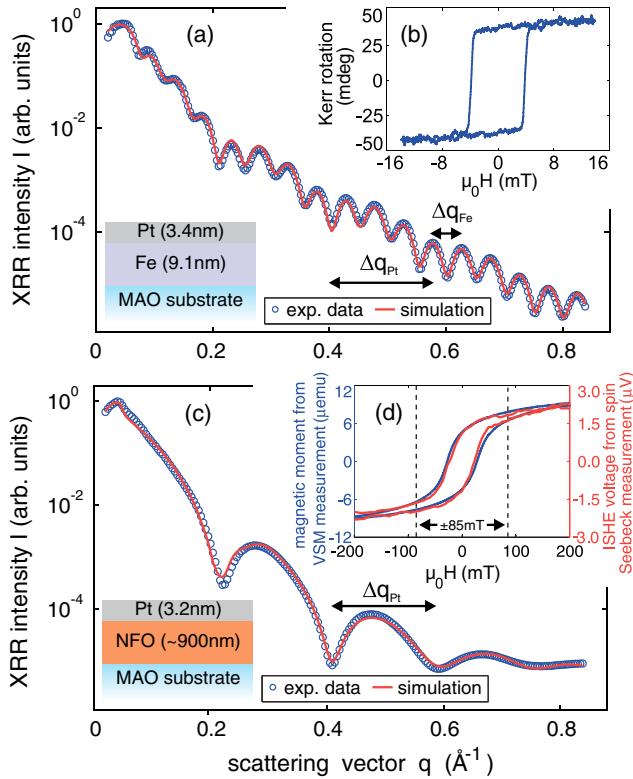 (a)
(b)
XRR intensity I (arb. units)
10⁰
10⁻²
10⁻⁴
Kerr rotation
(mdeg)
50
25
0
-25
-50
-16
-8
0
8
16
μ₀H (mT)
Δq_Fe
Δq_Pt
Pt (3.4nm)
Fe (9.1nm)
MAO substrate
exp. data
simulation
0
0.2
0.4
0.6
0.8
(c)
(d)
XRR intensity I (arb. units)
10⁰
10⁻²
10⁻⁴
magnetic moment from
VSM measurement (μemu)
12
6
0
-6
-12
3.0
1.5
0
-1.5
-3.0
ISHE voltage from spin
Seebeck measurement (μV)
±85mT
-200
-100
0
100
200
μ₀H (mT)
Δq_Pt
Pt (3.2nm)
NFO (~900nm)
MAO substrate
exp. data
simulation
0
0.2
0.4
0.6
0.8
scattering vector q (Å⁻¹)